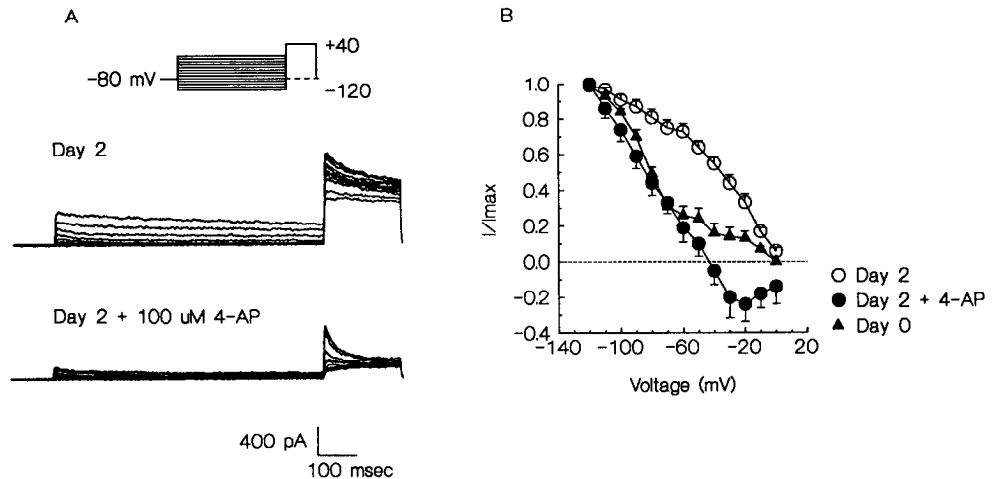 A
+40
-80 mV
-120
Day 2
Day 2 + 100 uM 4-AP
400 pA
100 msec
B
1.0
0.8
0.6
0.4
0.2
0.0
-0.2
-0.4
I/Imax
-140 -100 -60 -20 20
Voltage (mV)
Day 2
Day 2 + 4-AP
Day 0